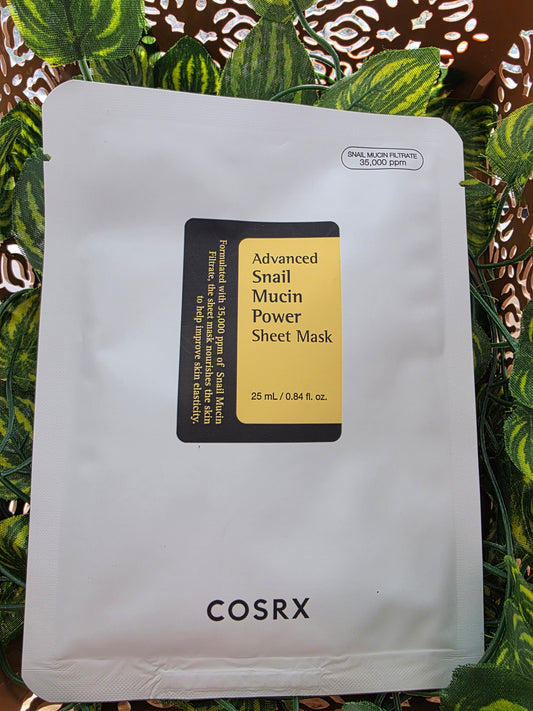 SNAIL MUCIN FILTRATE
35,000 ppm
Advanced
Snail
Mucin
Power
Sheet Mask
25 mL / 0.84 fl. oz.
Formulated with 35,000 ppm of Snail Mucin
Filtrate, the sheet mask nourishes the skin
to help improve skin elasticity.
COSRX